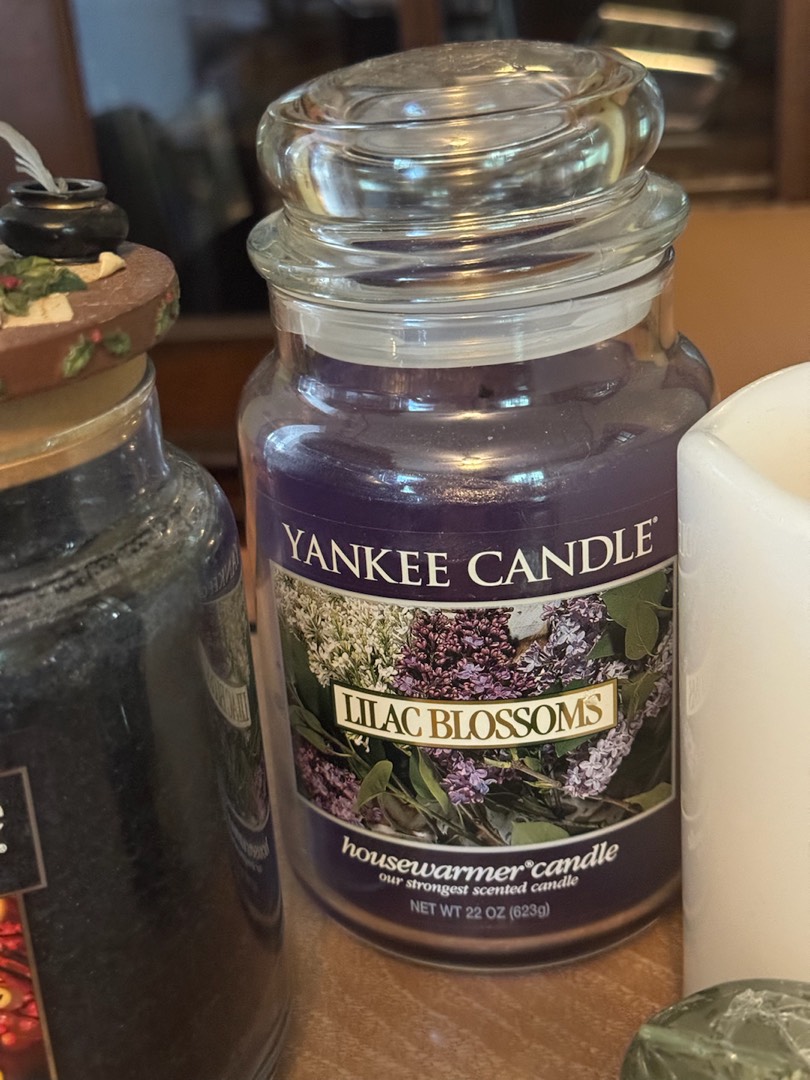 YANKEE CANDLE®
LILAC BLOSSOMS
housewarmer® candle
our strongest scented candle
NET WT 22 OZ (623g)